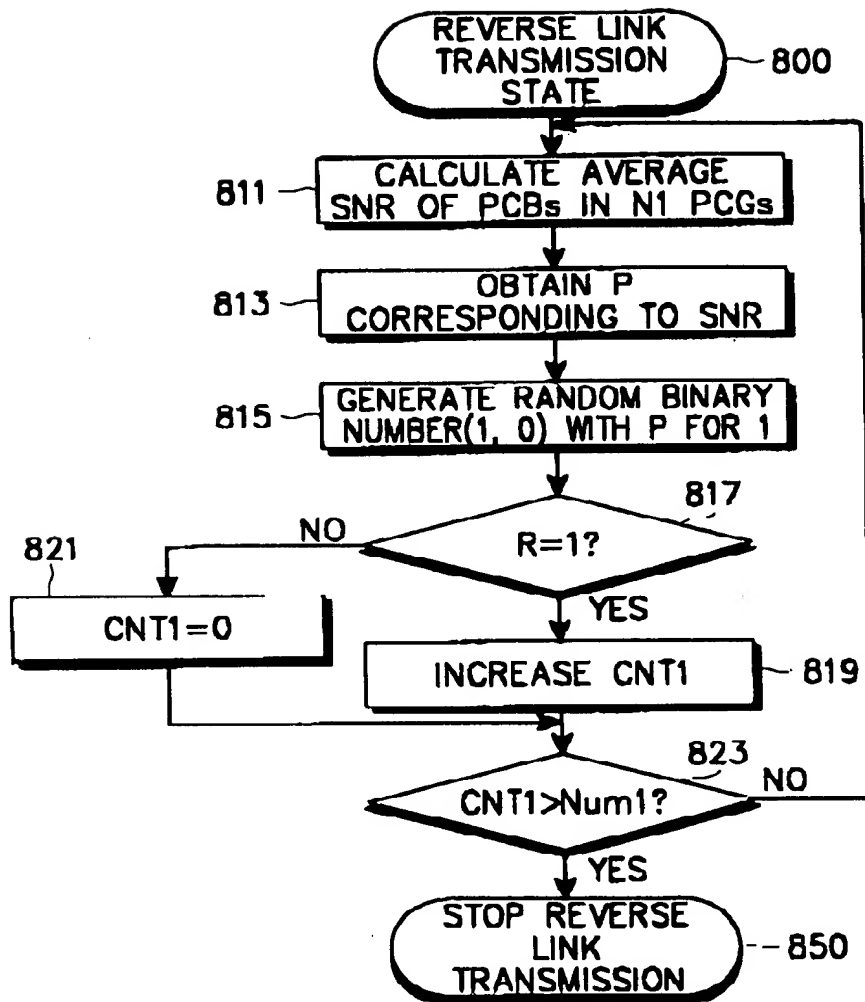 REVERSE LINK
TRANSMISSION
STATE
800
811
CALCULATE AVERAGE
SNR OF PCBs IN N1 PCGs
813
OBTAIN P
CORRESPONDING TO SNR
815
GENERATE RANDOM BINARY
NUMBER(1, 0) WITH P FOR 1
817
NO
R=1?
821
YES
CNT1=0
INCREASE CNT1
819
823
NO
CNT1>Num1?
YES
STOP REVERSE
LINK
TRANSMISSION
850